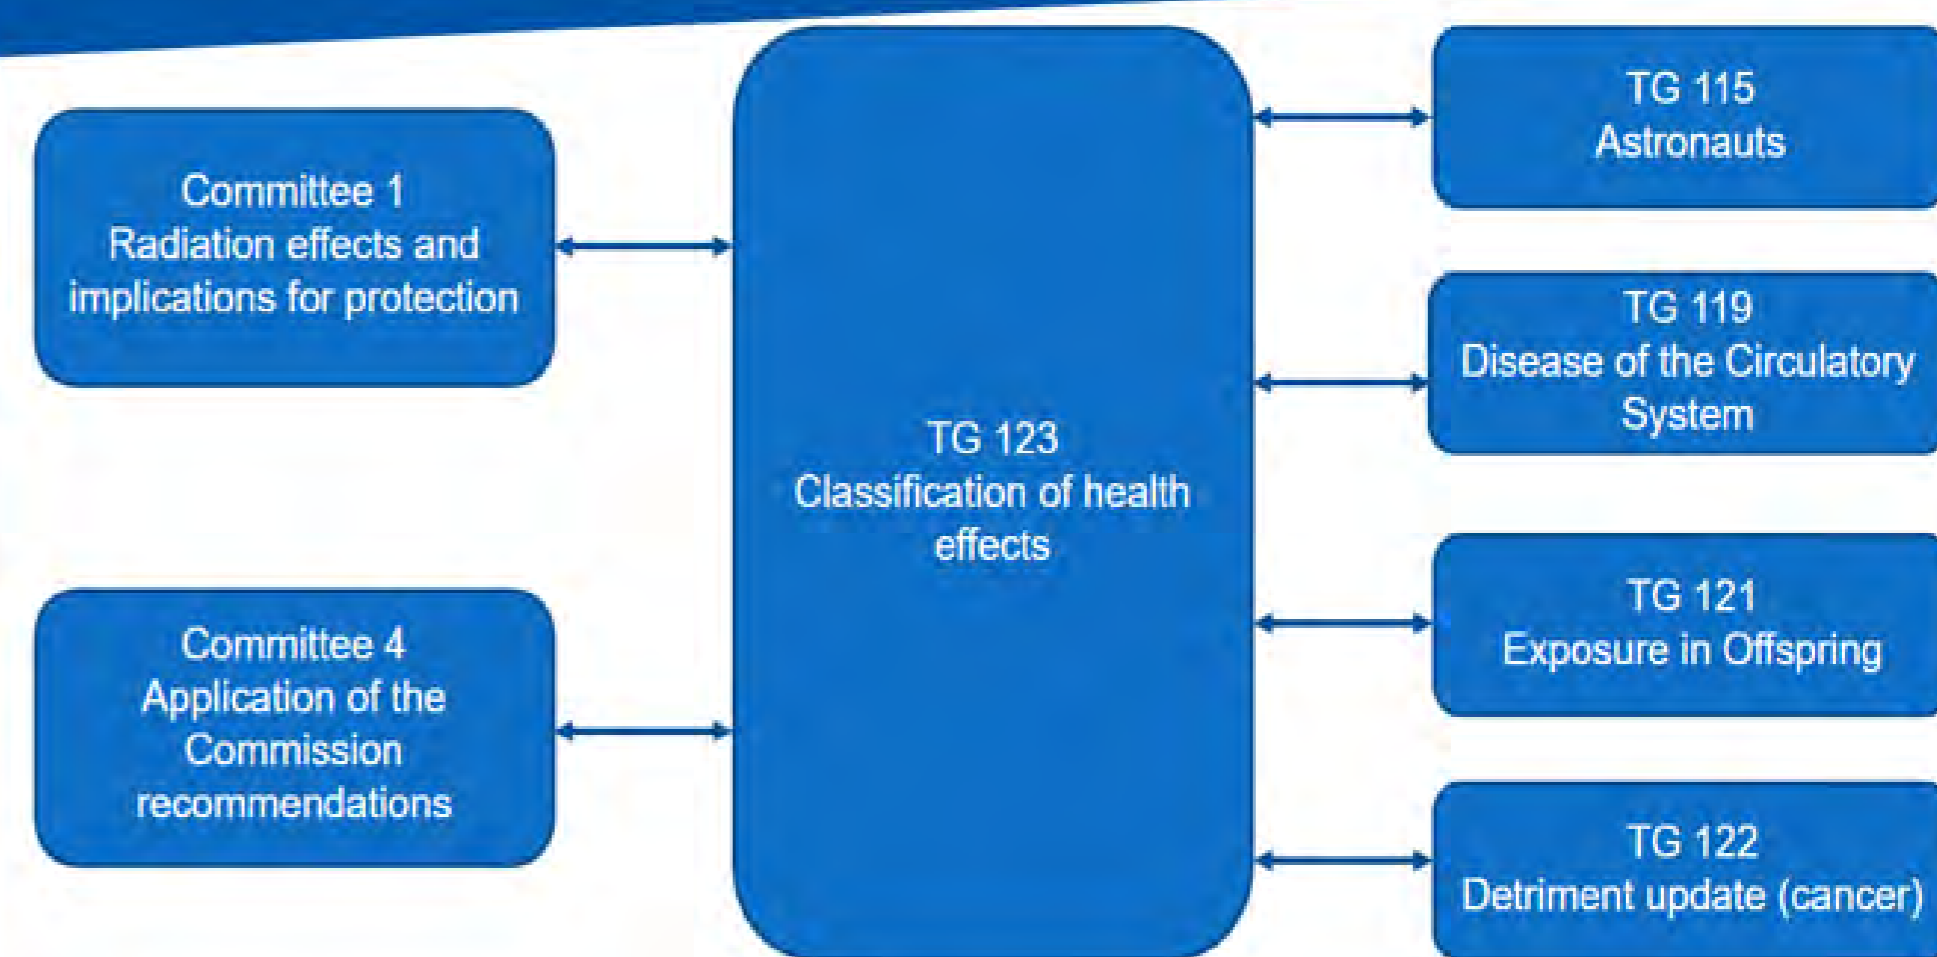 Committee 1
Radiation effects and
implications for protection
Committee 4
Application of the
Commission
recommendations
TG 123
Classification of health
effects
TG 115
Astronauts
TG 119
Disease of the Circulatory
System
TG 121
Exposure in Offspring
TG 122
Detriment update (cancer)